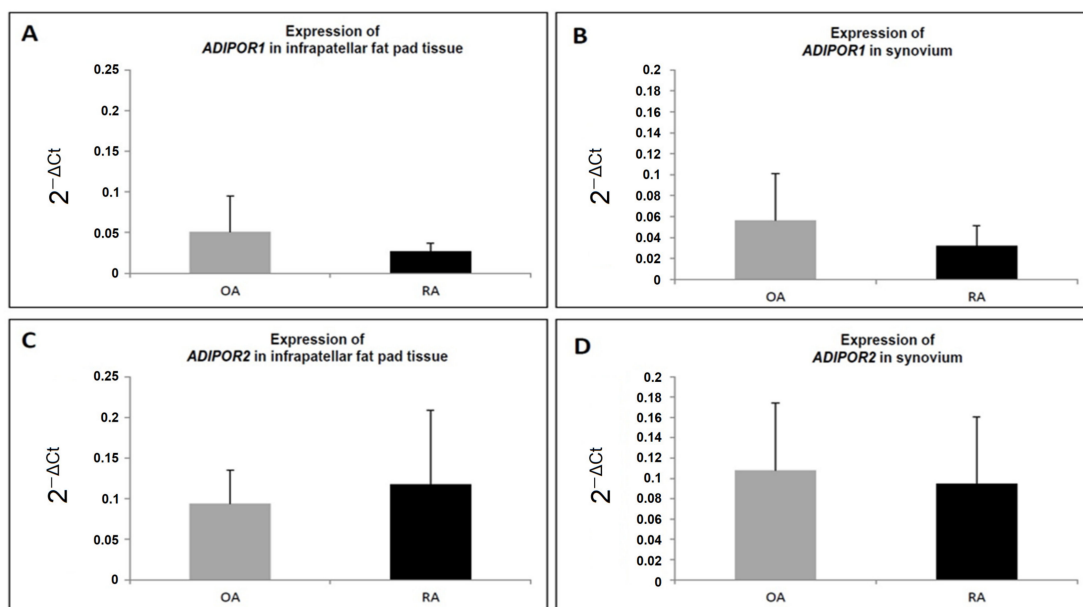 A
Expression of
ADIPOR1 in infrapatellar fat pad tissue
0.25
0.2
0.15
0.1
0.05
0
2−ΔCt
OA
RA
B
Expression of
ADIPOR1 in synovium
0.2
0.18
0.16
0.14
0.12
0.1
0.08
0.06
0.04
0.02
0
2−ΔCt
OA
RA
C
Expression of
ADIPOR2 in infrapatellar fat pad tissue
0.25
0.2
0.15
0.1
0.05
0
2−ΔCt
OA
RA
D
Expression of
ADIPOR2 in synovium
0.2
0.18
0.16
0.14
0.12
0.1
0.08
0.06
0.04
0.02
0
2−ΔCt
OA
RA